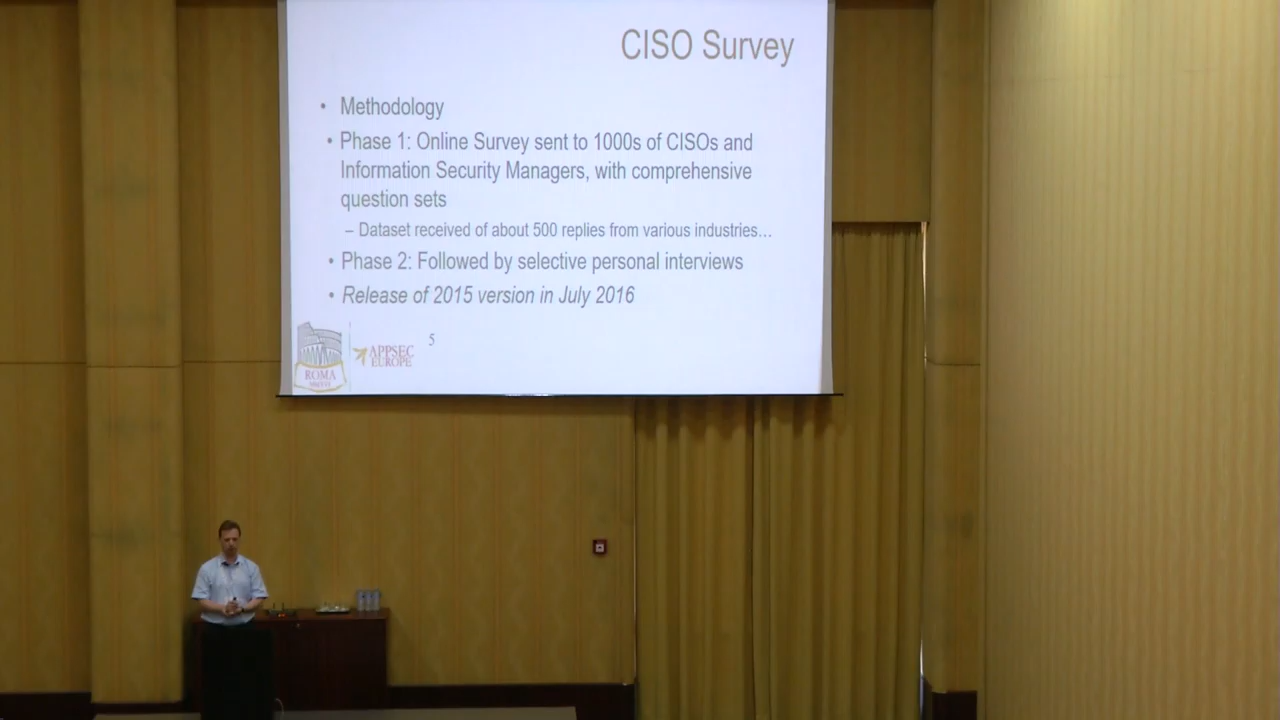 CISO Survey
• Methodology
• Phase 1: Online Survey sent to 1000s of CISOs and
Information Security Managers, with comprehensive
question sets
– Dataset received of about 500 replies from various industries…
• Phase 2: Followed by selective personal interviews
• Release of 2015 version in July 2016
5
APPSEC
EUROPE
ROMA